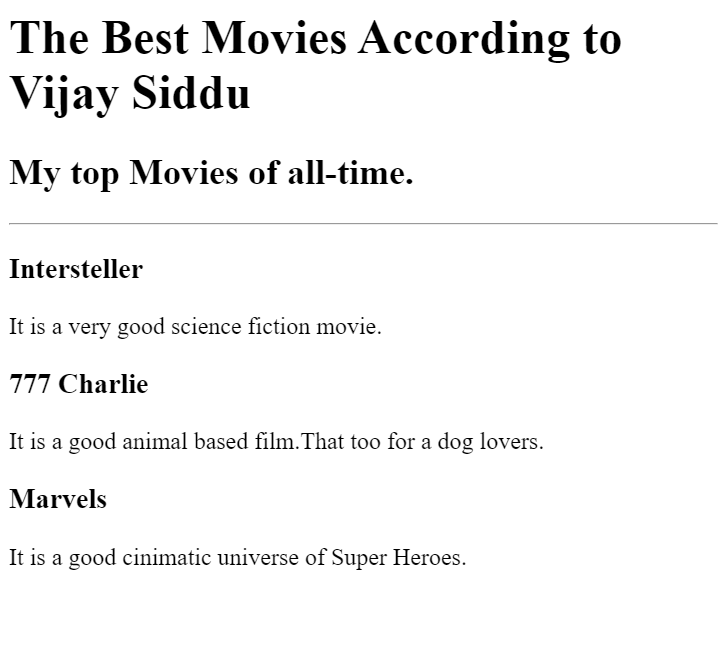 The Best Movies According to
Vijay Siddu
My top Movies of all-time.
Intersteller
It is a very good science fiction movie.
777 Charlie
It is a good animal based film.That too for a dog lovers.
Marvels
It is a good cinimatic universe of Super Heroes.